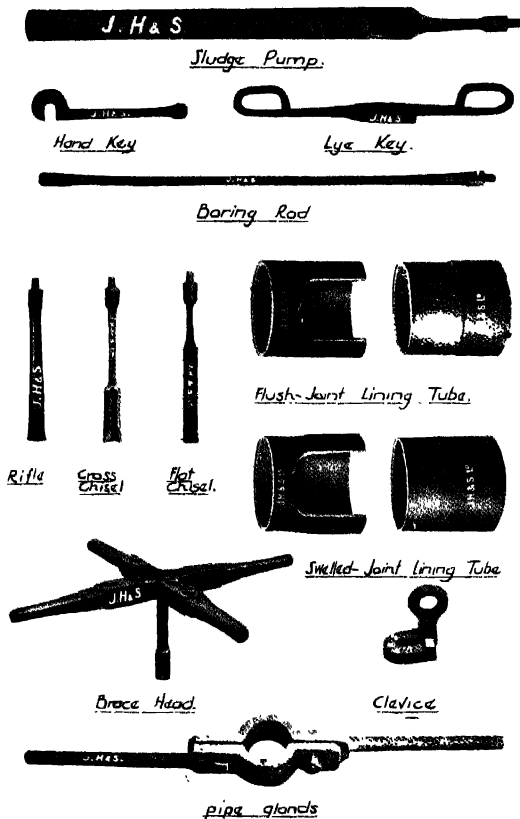 J.H & S
Sludge Pump.
J.H&S.
Hand Key
J.H&S
Lye Key.
J.H&S
Boring Rod
J.H&S
Rifle
Cross
Chisel
Flat
Chisel.
Flush-Joint Lining Tube.
J.H&S
J.H&S Ld
Swelled-Joint Lining Tube
J.H&S
Brace Head.
Clevice
J.H&S.
pipe glands